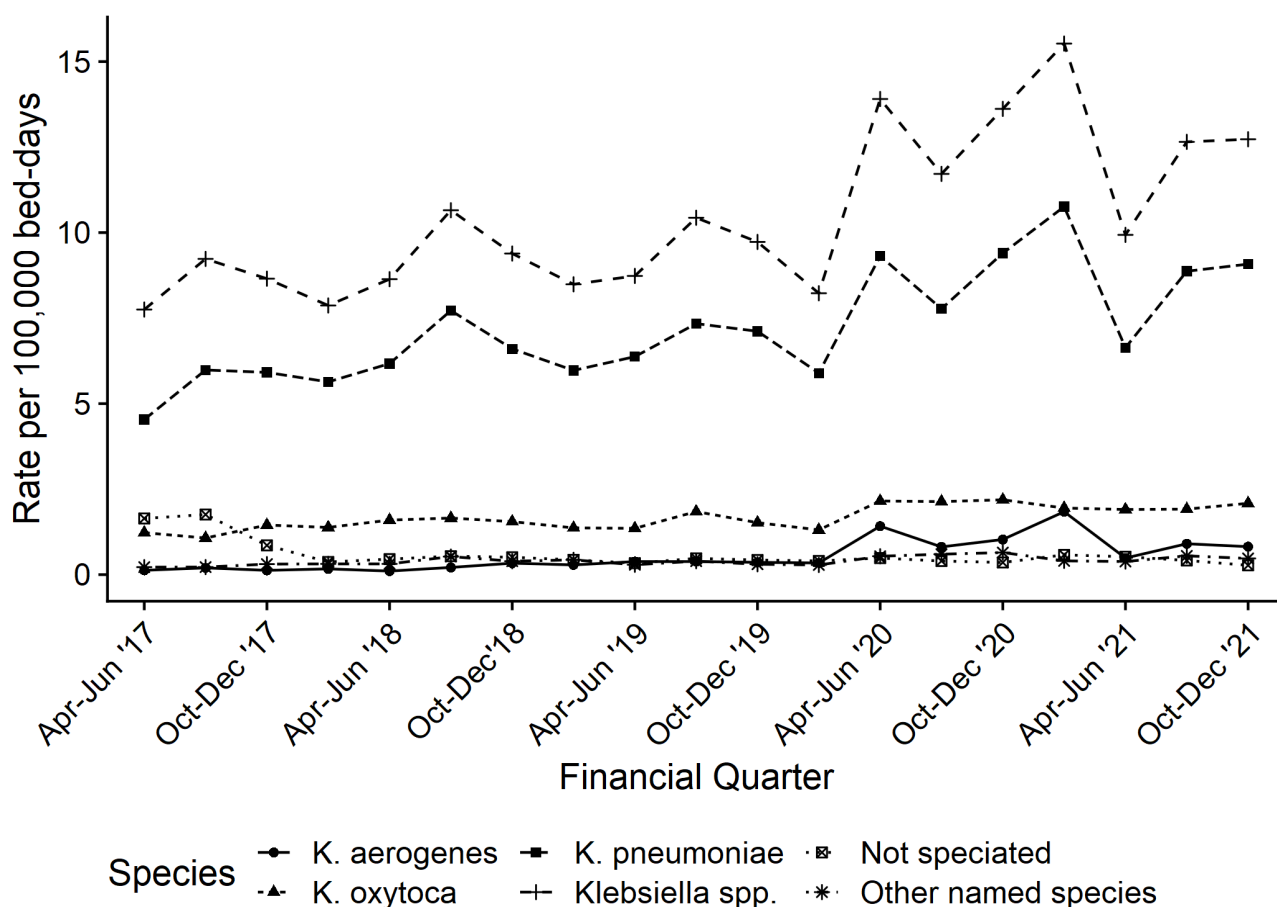 Rate per 100,000 bed-days
15
10
5
0
Apr-Jun '17
Oct-Dec '17
Apr-Jun '18
Oct-Dec'18
Apr-Jun '19
Oct-Dec '19
Apr-Jun '20
Oct-Dec '20
Apr-Jun '21
Oct-Dec '21
Financial Quarter
Species
K. aerogenes
K. pneumoniae
Not speciated
K. oxytoca
Klebsiella spp.
Other named species